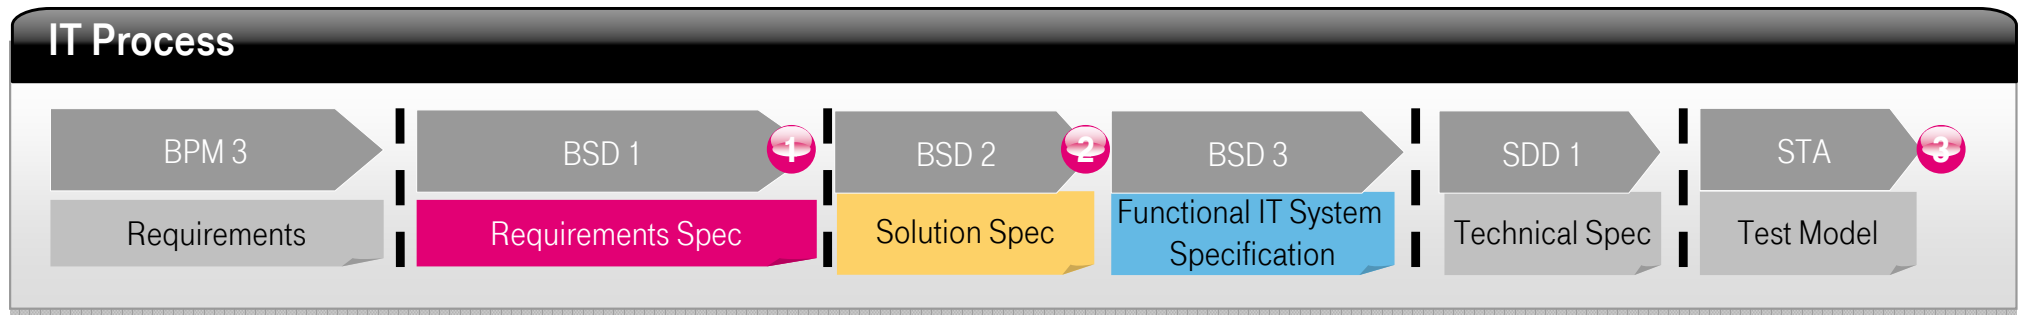 IT Process
BPM 3
BSD 1
1
BSD 2
2
BSD 3
SDD 1
STA
3
Requirements
Requirements Spec
Solution Spec
Functional IT System
Specification
Technical Spec
Test Model